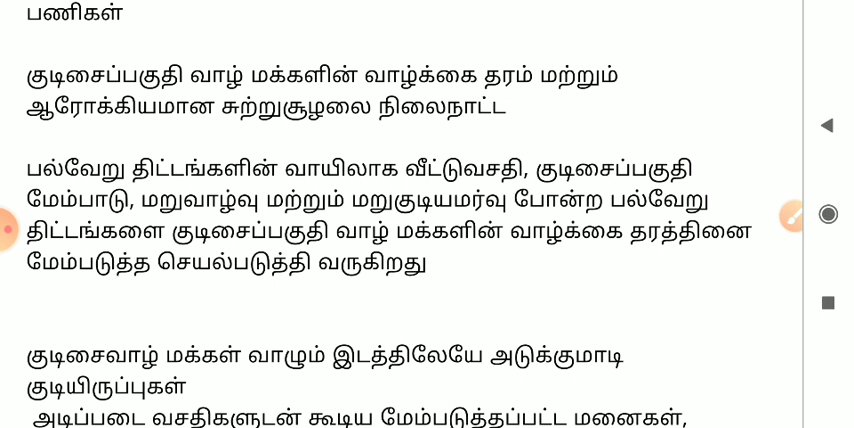 பணிகள்
குடிசைப்பகுதி வாழ் மக்களின் வாழ்க்கை தரம் மற்றும்
ஆரோக்கியமான சுற்றுசூழலை நிலைநாட்ட
பல்வேறு திட்டங்களின் வாயிலாக வீட்டுவசதி, குடிசைப்பகுதி
மேம்பாடு, மறுவாழ்வு மற்றும் மறுகுடியமர்வு போன்ற பல்வேறு
திட்டங்களை குடிசைப்பகுதி வாழ் மக்களின் வாழ்க்கை தரத்தினை
மேம்படுத்த செயல்படுத்தி வருகிறது
குடிசைவாழ் மக்கள் வாழும் இடத்திலேயே அடுக்குமாடி
குடியிருப்புகள்
அடிப்படை வசதிகளுடன் கூடிய மேம்படுத்தப்பட்ட மனைகள்,